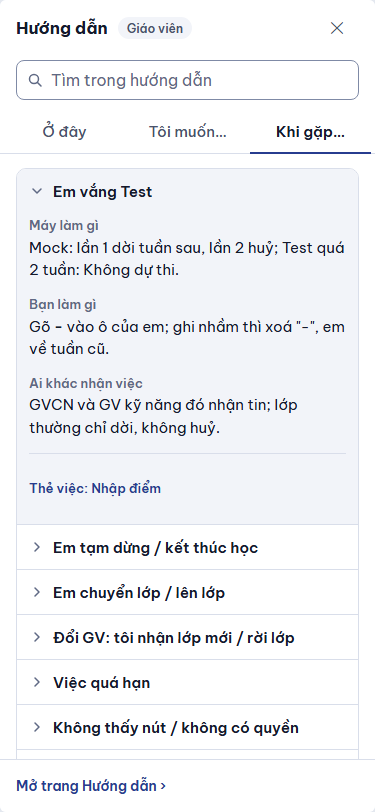 Hướng dẫn Giáo viên
Tìm trong hướng dẫn
Ở đây Tôi muốn... Khi gặp...
Em vắng Test
Máy làm gì
Mock: lần 1 dời tuần sau, lần 2 huỷ; Test quá
2 tuần: Không dự thi.
Bạn làm gì
Gõ - vào ô của em; ghi nhầm thì xoá "-", em
về tuần cũ.
Ai khác nhận việc
GVCN và GV kỹ năng đó nhận tin; lớp
thường chỉ dời, không huỷ.
Thẻ việc: Nhập điểm
Em tạm dừng / kết thúc học
Em chuyển lớp / lên lớp
Đổi GV: tôi nhận lớp mới / rời lớp
Việc quá hạn
Không thấy nút / không có quyền
Mở trang Hướng dẫn ›